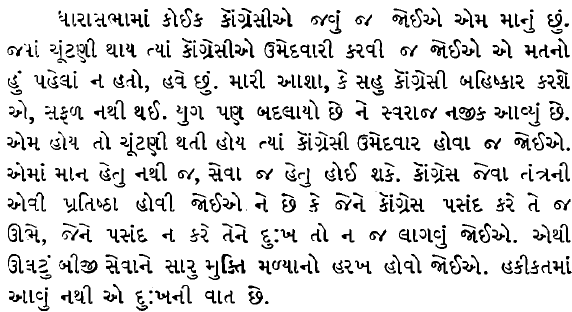 ધારાસભામાં કોઈક કૉંગ્રેસીએ જવું જ જોઈએ એમ માનું છું.
જ્યાં ચૂંટણી થાય ત્યાં કૉંગ્રેસીએ ઉમેદવારી કરવી જ જોઈએ એ મતનો
હું પહેલાં ન હતો, હવે છું. મારી આશા, કે સહુ કૉંગ્રેસી બહિષ્કાર કરશે
એ, સફળ નથી થઈ. યુગ પણ બદલાયો છે ને સ્વરાજ નજીક આવ્યું છે.
એમ હોય તો ચૂંટણી થતી હોય ત્યાં કૉંગ્રેસી ઉમેદવાર હોવા જ જોઈએ.
એમાં માન હેતુ નથી જ, સેવા જ હેતુ હોઈ શકે. કૉંગ્રેસ જેવા તંત્રની
એવી પ્રતિષ્ઠા હોવી જોઈએ ને છે કે જેને કૉંગ્રેસ પસંદ કરે તે જ
ઊભે, જેને પસંદ ન કરે તેને દુ:ખ તો ન જ લાગવું જોઈએ. એથી
ઊલટું બીજી સેવાને સારુ મુક્તિ મળ્યાનો હરખ હોવો જોઈએ. હકીકતમાં
આવું નથી એ દુ:ખની વાત છે.